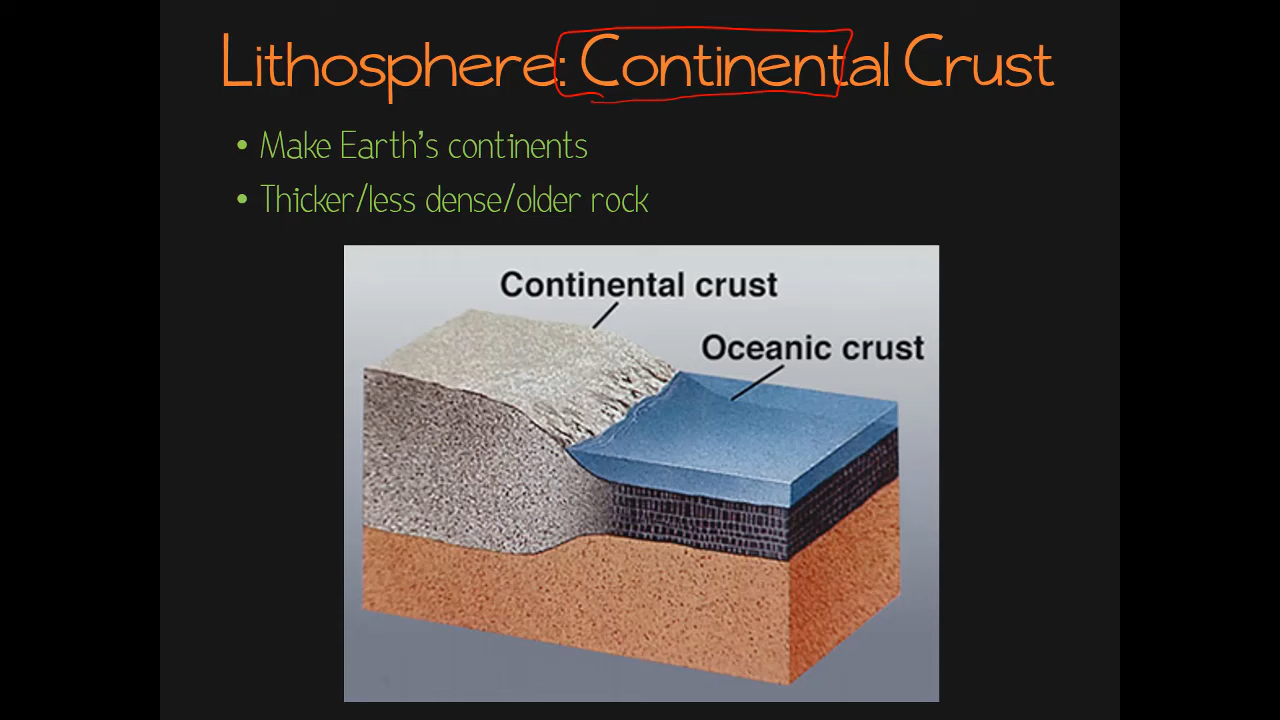 Lithosphere: Continental Crust
• Make Earth's continents
• Thicker/less dense/older rock
Continental crust
Oceanic crust